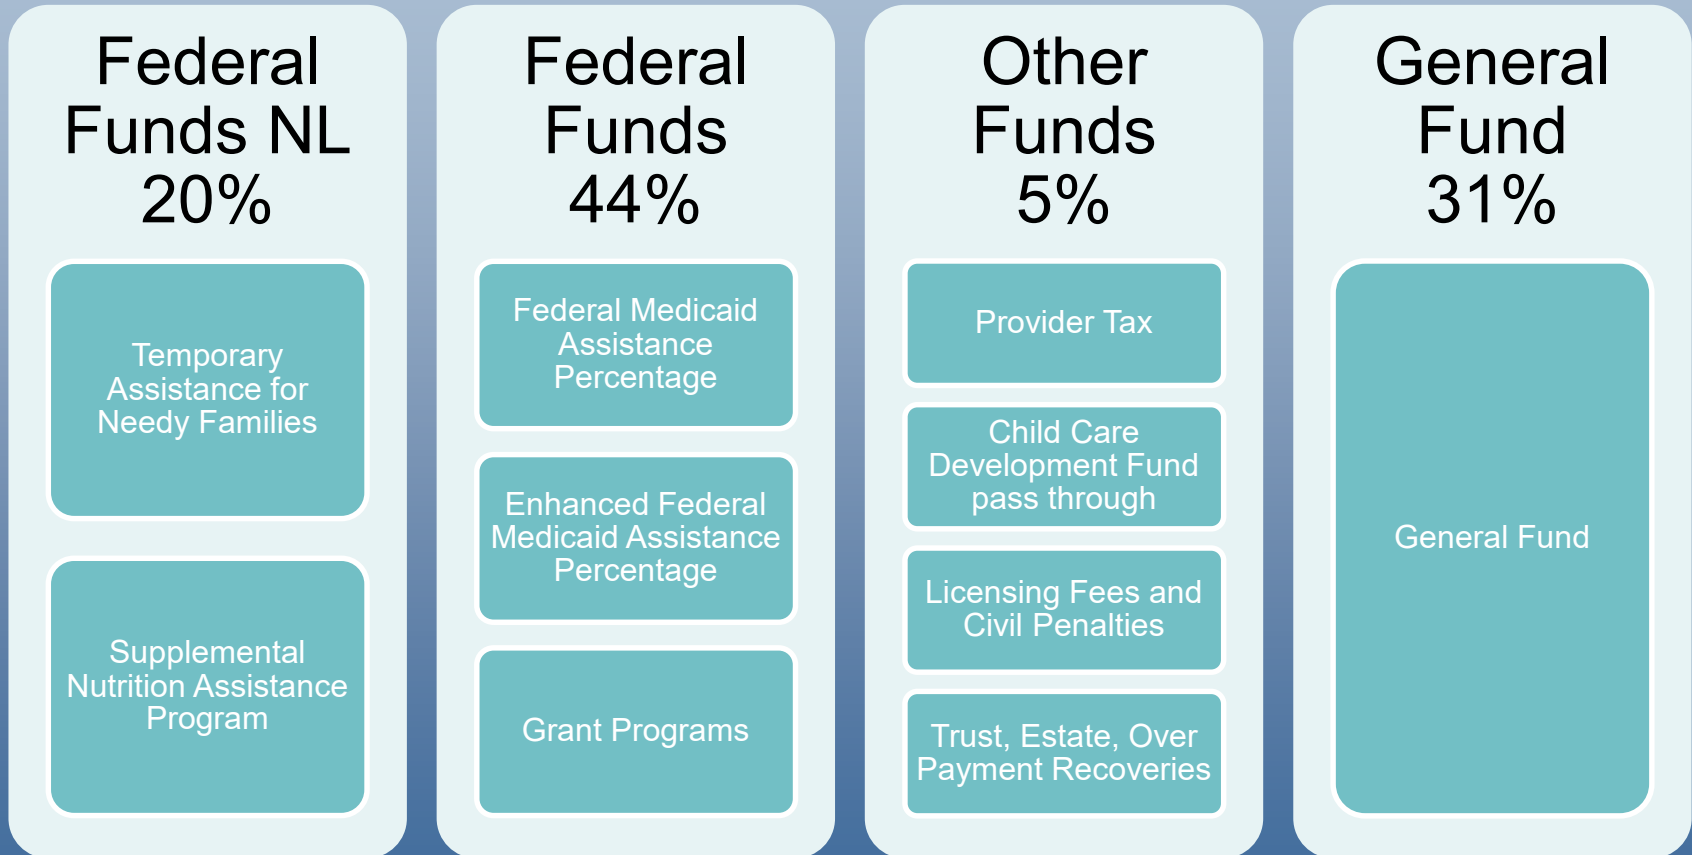 Federal
Funds NL
20%
Temporary
Assistance for
Needy Families
Supplemental
Nutrition Assistance
Program
Federal
Funds
44%
Federal Medicaid
Assistance
Percentage
Enhanced Federal
Medicaid Assistance
Percentage
Grant Programs
Other
Funds
5%
Provider Tax
Child Care
Development Fund
pass through
Licensing Fees and
Civil Penalties
Trust, Estate, Over
Payment Recoveries
General
Fund
31%
General Fund